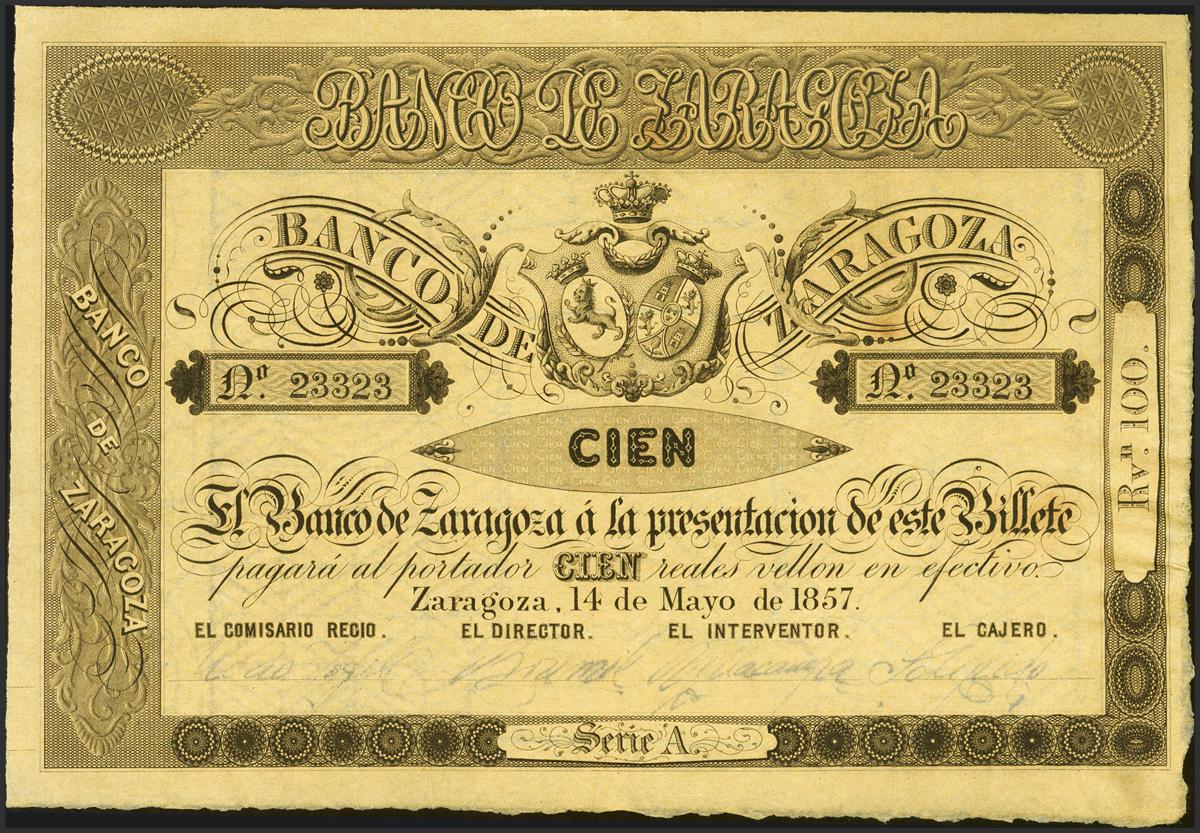 BANCO DE ZARAGOZA
BANCO DE ZARAGOZA
BANCO DE ZARAGOZA
Nº. 23323
Nº. 23323
CIEN
El Banco de Zaragoza á la presentacion de este Billete
pagará al portador CIEN reales vellon en efectivo.
Zaragoza, 14 de Mayo de 1857.
EL COMISARIO REGIO. EL DIRECTOR. EL INTERVENTOR. EL CAJERO.
Serie A.
Rvⁿ 100.